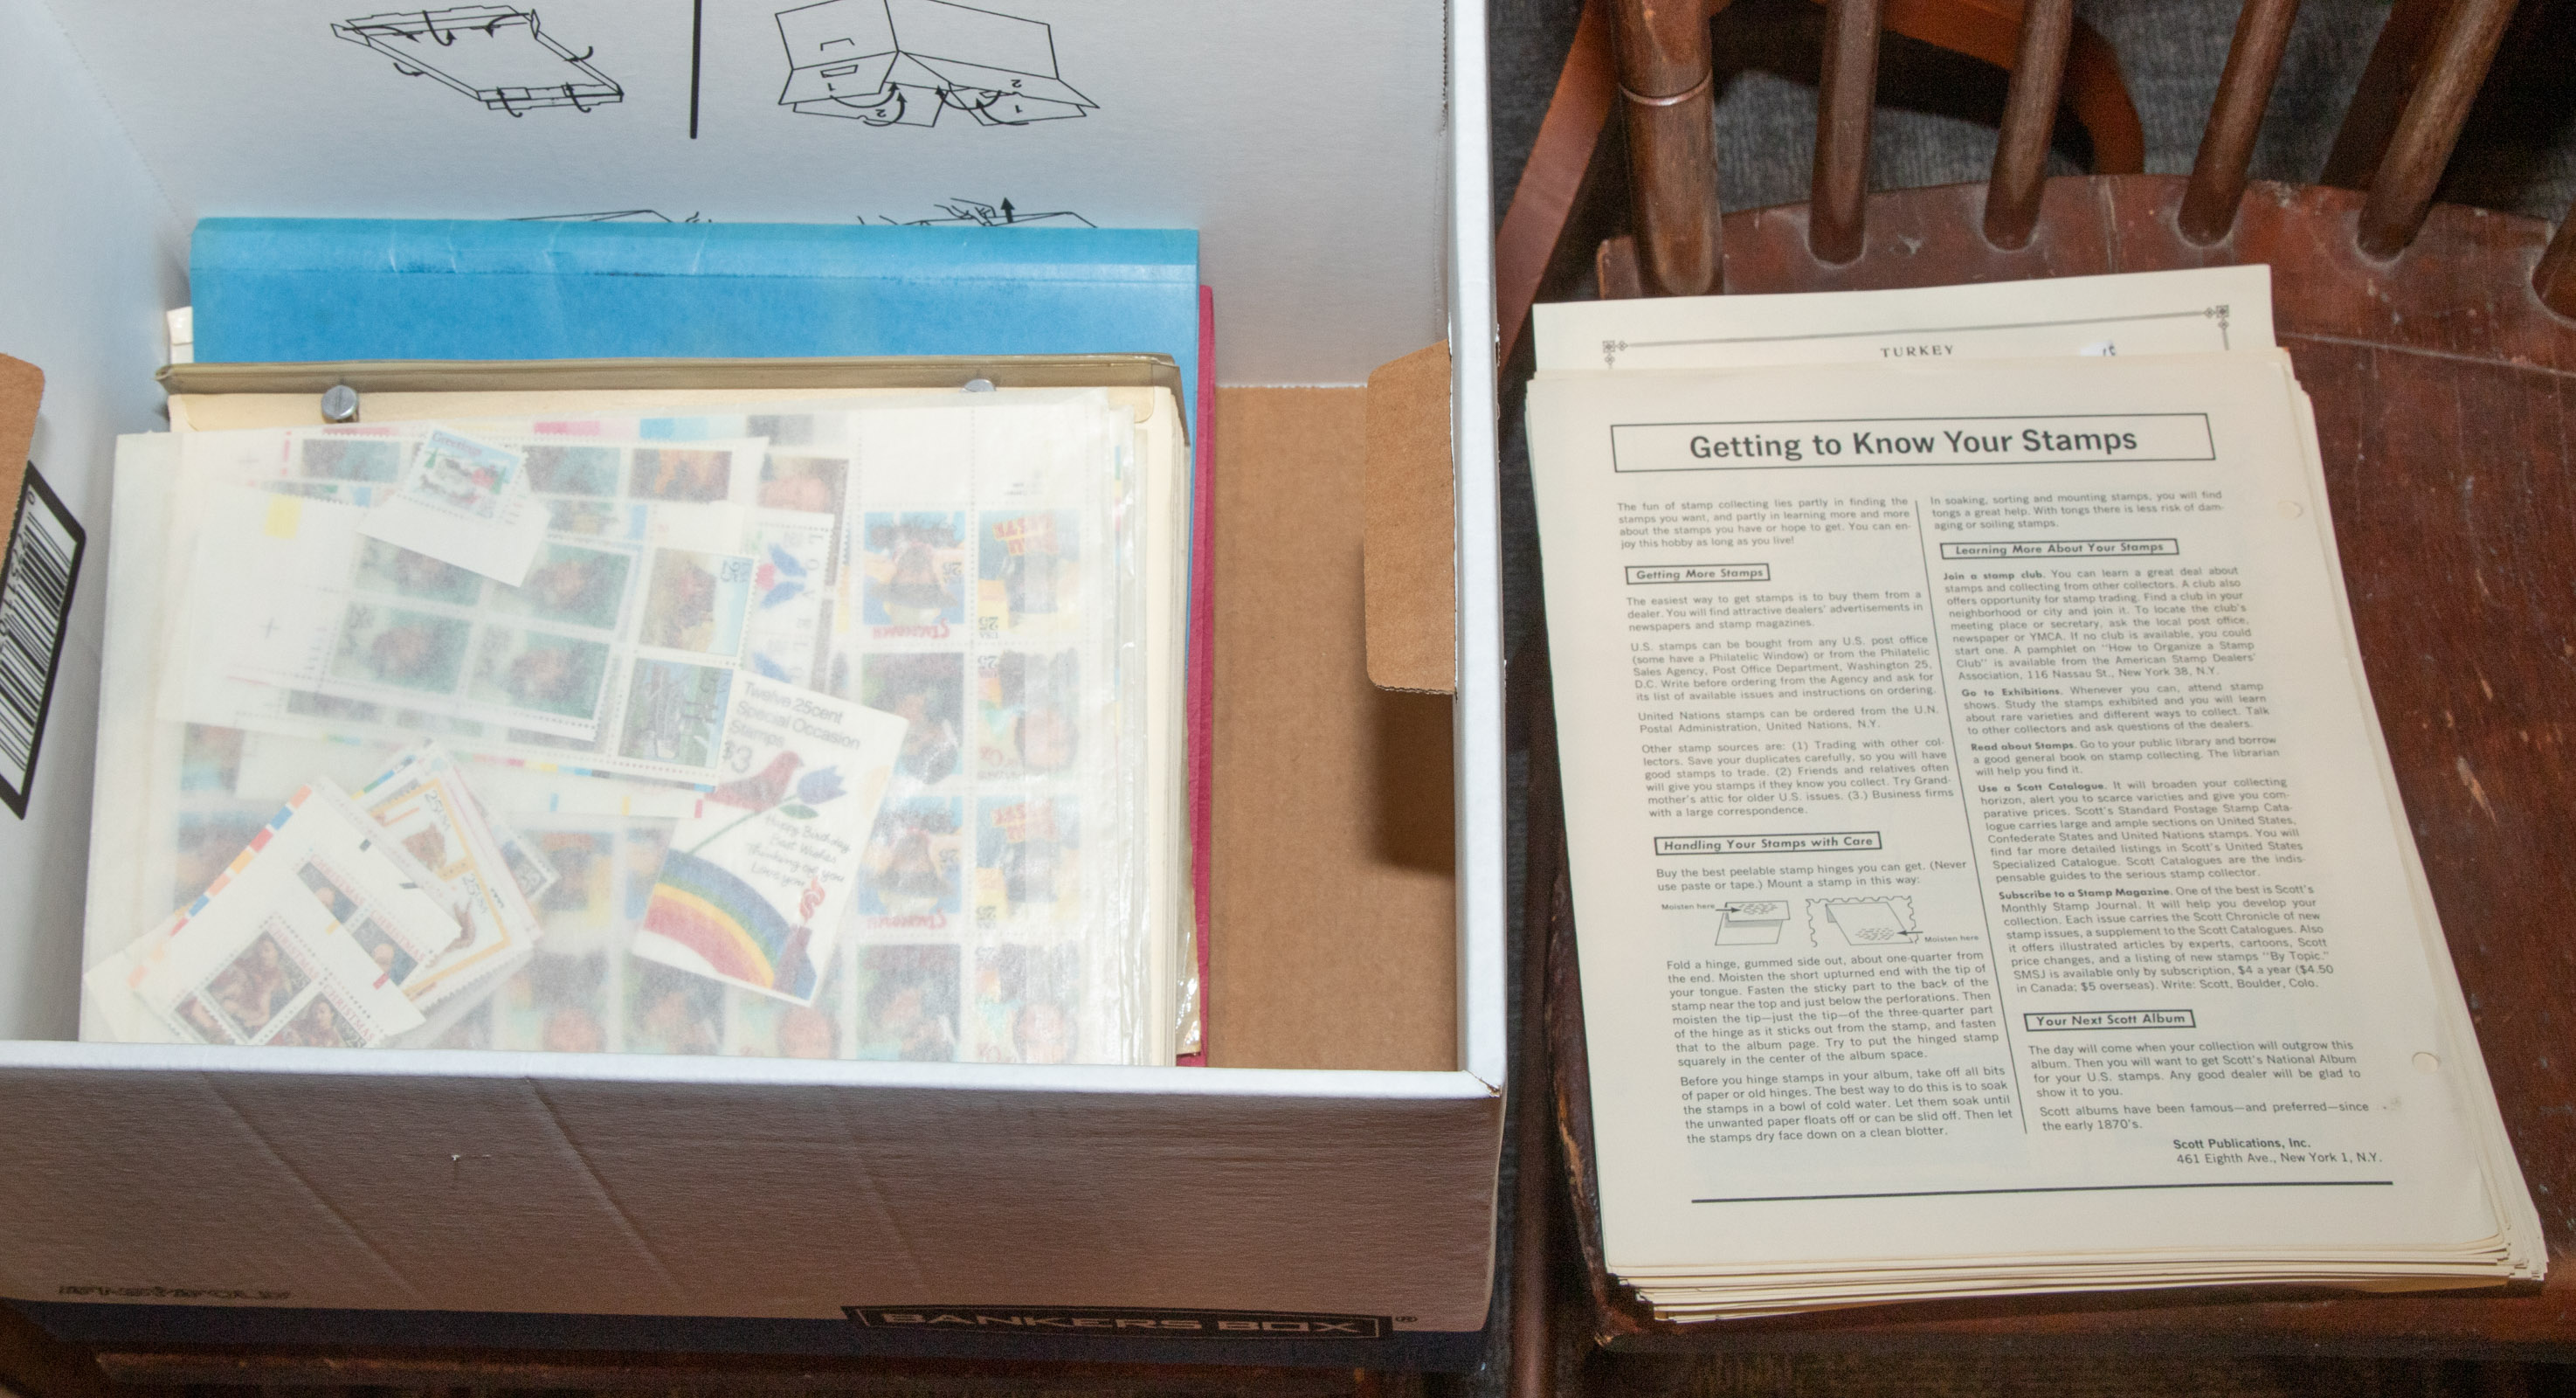 Greetings
25
USA
25
Twelve 25cent
Special Occasion
Stamps
$3
Happy Birthday
Best Wishes
Thinking of you
Love you
Cinnamon
25
25
CHRISTMAS
CHRISTMAS
CHRISTMAS
CHRISTMAS
BANKERS BOX®
TURKEY
1¢
Getting to Know Your Stamps
The fun of stamp collecting lies partly in finding the
stamps you want, and partly in learning more and more
about the stamps you have or hope to get. You can en-
joy this hobby as long as you live!
Getting More Stamps
The easiest way to get stamps is to buy them from a
dealer. You will find attractive dealers' advertisements in
newspapers and stamp magazines.
U.S. stamps can be bought from any U.S. post office
(some have a Philatelic Window) or from the Philatelic
Sales Agency, Post Office Department, Washington 25,
D.C. Write before ordering from the Agency and ask for
its list of available issues and instructions on ordering.
United Nations stamps can be ordered from the U.N.
Postal Administration, United Nations, N.Y.
Other stamp sources are: (1) Trading with other col-
lectors. Save your duplicates carefully, so you will have
good stamps to trade. (2) Friends and relatives often
will give you stamps if they know you collect. Try Grand-
mother's attic for older U.S. issues. (3.) Business firms
with a large correspondence.
Handling Your Stamps with Care
Buy the best peelable stamp hinges you can get. (Never
use paste or tape.) Mount a stamp in this way:
Moisten here
Moisten here
Fold a hinge, gummed side out, about one-quarter from
the end. Moisten the short upturned end with the tip of
your tongue. Fasten the sticky part to the back of the
stamp near the top and just below the perforations. Then
moisten the tip—just the tip—of the three-quarter part
of the hinge as it sticks out from the stamp, and fasten
that to the album page. Try to put the hinged stamp
squarely in the center of the album space.
Before you hinge stamps in your album, take off all bits
of paper or old hinges. The best way to do this is to soak
the stamps in a bowl of cold water. Let them soak until
the unwanted paper floats off or can be slid off. Then let
the stamps dry face down on a clean blotter.
In soaking, sorting and mounting stamps, you will find
tongs a great help. With tongs there is less risk of dam-
aging or soiling stamps.
Learning More About Your Stamps
Join a stamp club. You can learn a great deal about
stamps and collecting from other collectors. A club also
offers opportunity for stamp trading. Find a club in your
neighborhood or city and join it. To locate the club's
meeting place or secretary, ask the local post office,
newspaper or YMCA. If no club is available, you could
start one. A pamphlet on "How to Organize a Stamp
Club" is available from the American Stamp Dealers'
Association, 116 Nassau St., New York 38, N.Y.
Go to Exhibitions. Whenever you can, attend stamp
shows. Study the stamps exhibited and you will learn
about rare varieties and different ways to collect. Talk
to other collectors and ask questions of the dealers.
Read about Stamps. Go to your public library and borrow
a good general book on stamp collecting. The librarian
will help you find it.
Use a Scott Catalogue. It will broaden your collecting
horizon, alert you to scarce varieties and give you com-
parative prices. Scott's Standard Postage Stamp Cata-
logue carries large and ample sections on United States,
Confederate States and United Nations stamps. You will
find far more detailed listings in Scott's United States
Specialized Catalogue. Scott Catalogues are the indis-
pensable guides to the serious stamp collector.
Subscribe to a Stamp Magazine. One of the best is Scott's
Monthly Stamp Journal. It will help you develop your
collection. Each issue carries the Scott Chronicle of new
stamp issues, a supplement to the Scott Catalogues. Also
it offers illustrated articles by experts, cartoons, Scott
price changes, and a listing of new stamps "By Topic."
SMSJ is available only by subscription, $4 a year ($4.50
in Canada; $5 overseas). Write: Scott, Boulder, Colo.
Your Next Scott Album
The day will come when your collection will outgrow this
album. Then you will want to get Scott's National Album
for your U.S. stamps. Any good dealer will be glad to
show it to you.
Scott albums have been famous—and preferred—since
the early 1870's.
Scott Publications, Inc.
461 Eighth Ave., New York 1, N.Y.